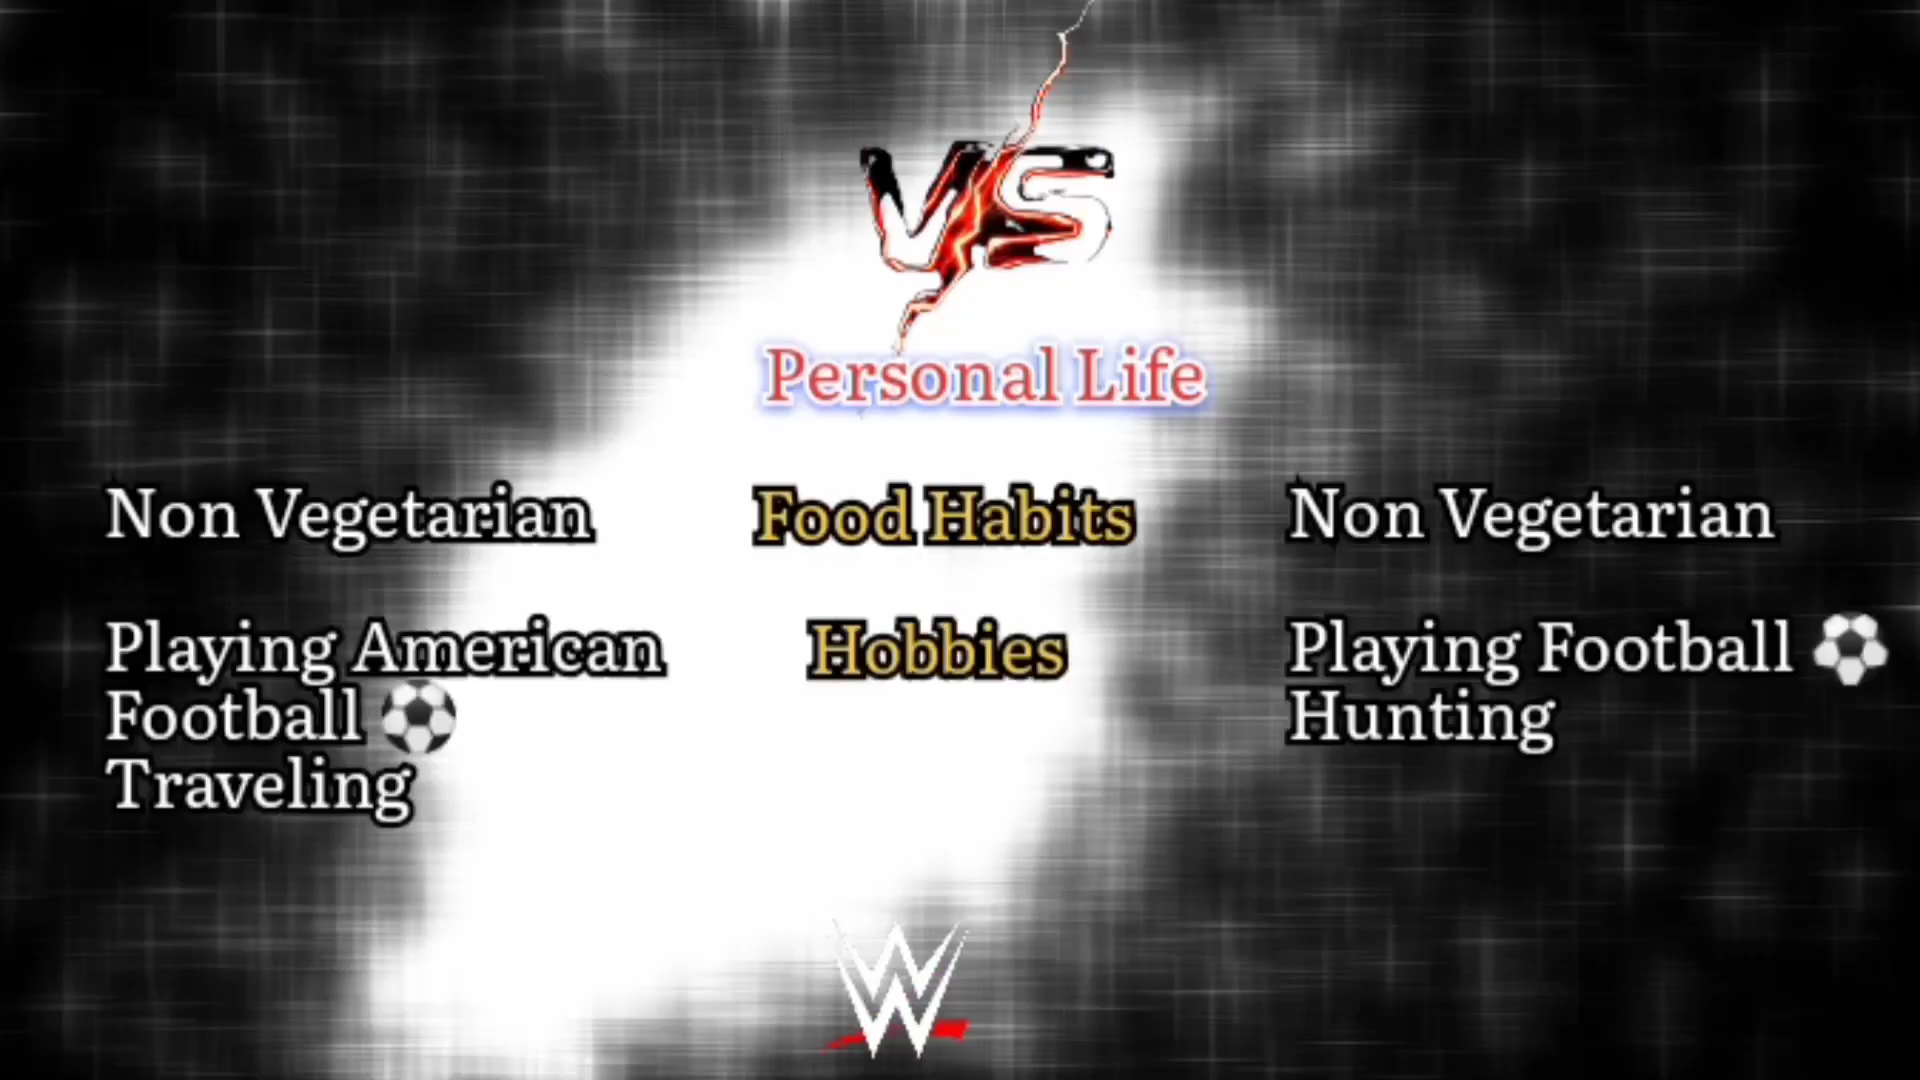 VS
Personal Life
Non Vegetarian Food Habits Non Vegetarian
Playing American Hobbies Playing Football ⚽
Football ⚽ Hunting
Traveling
W